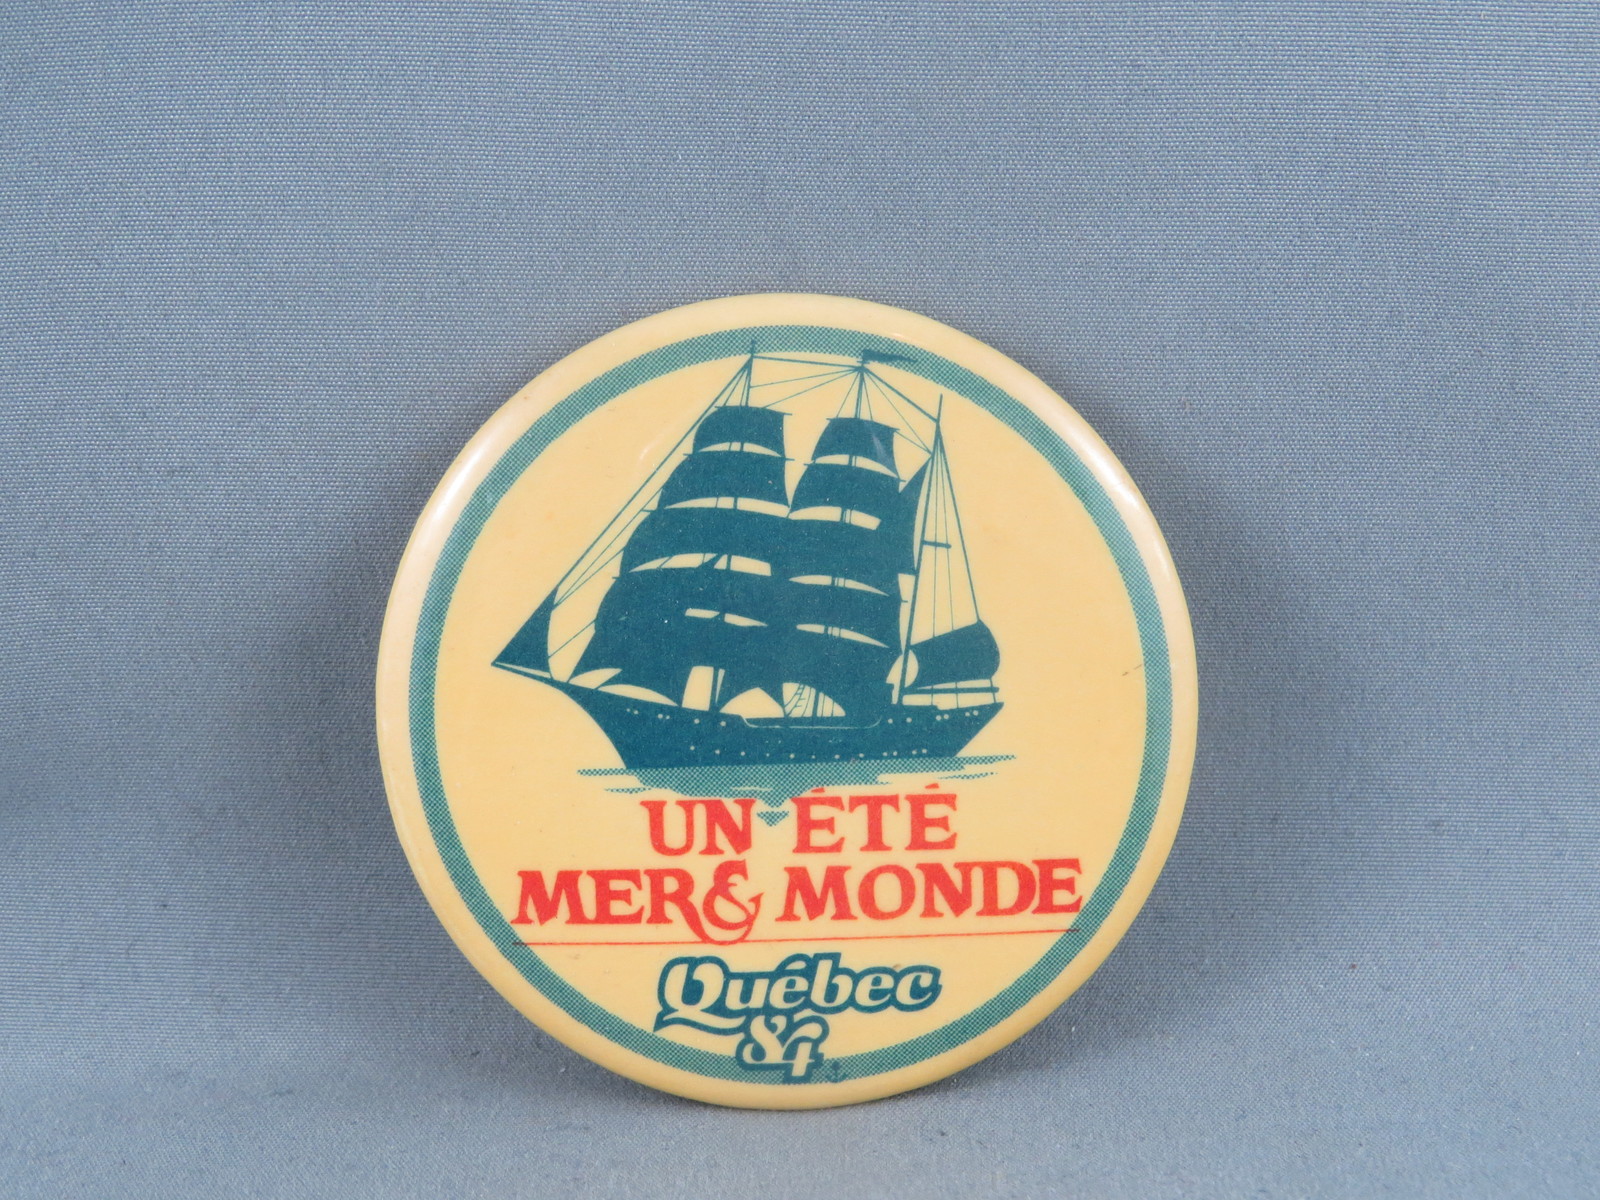 UN ÉTÉ
MER & MONDE
Québec
84